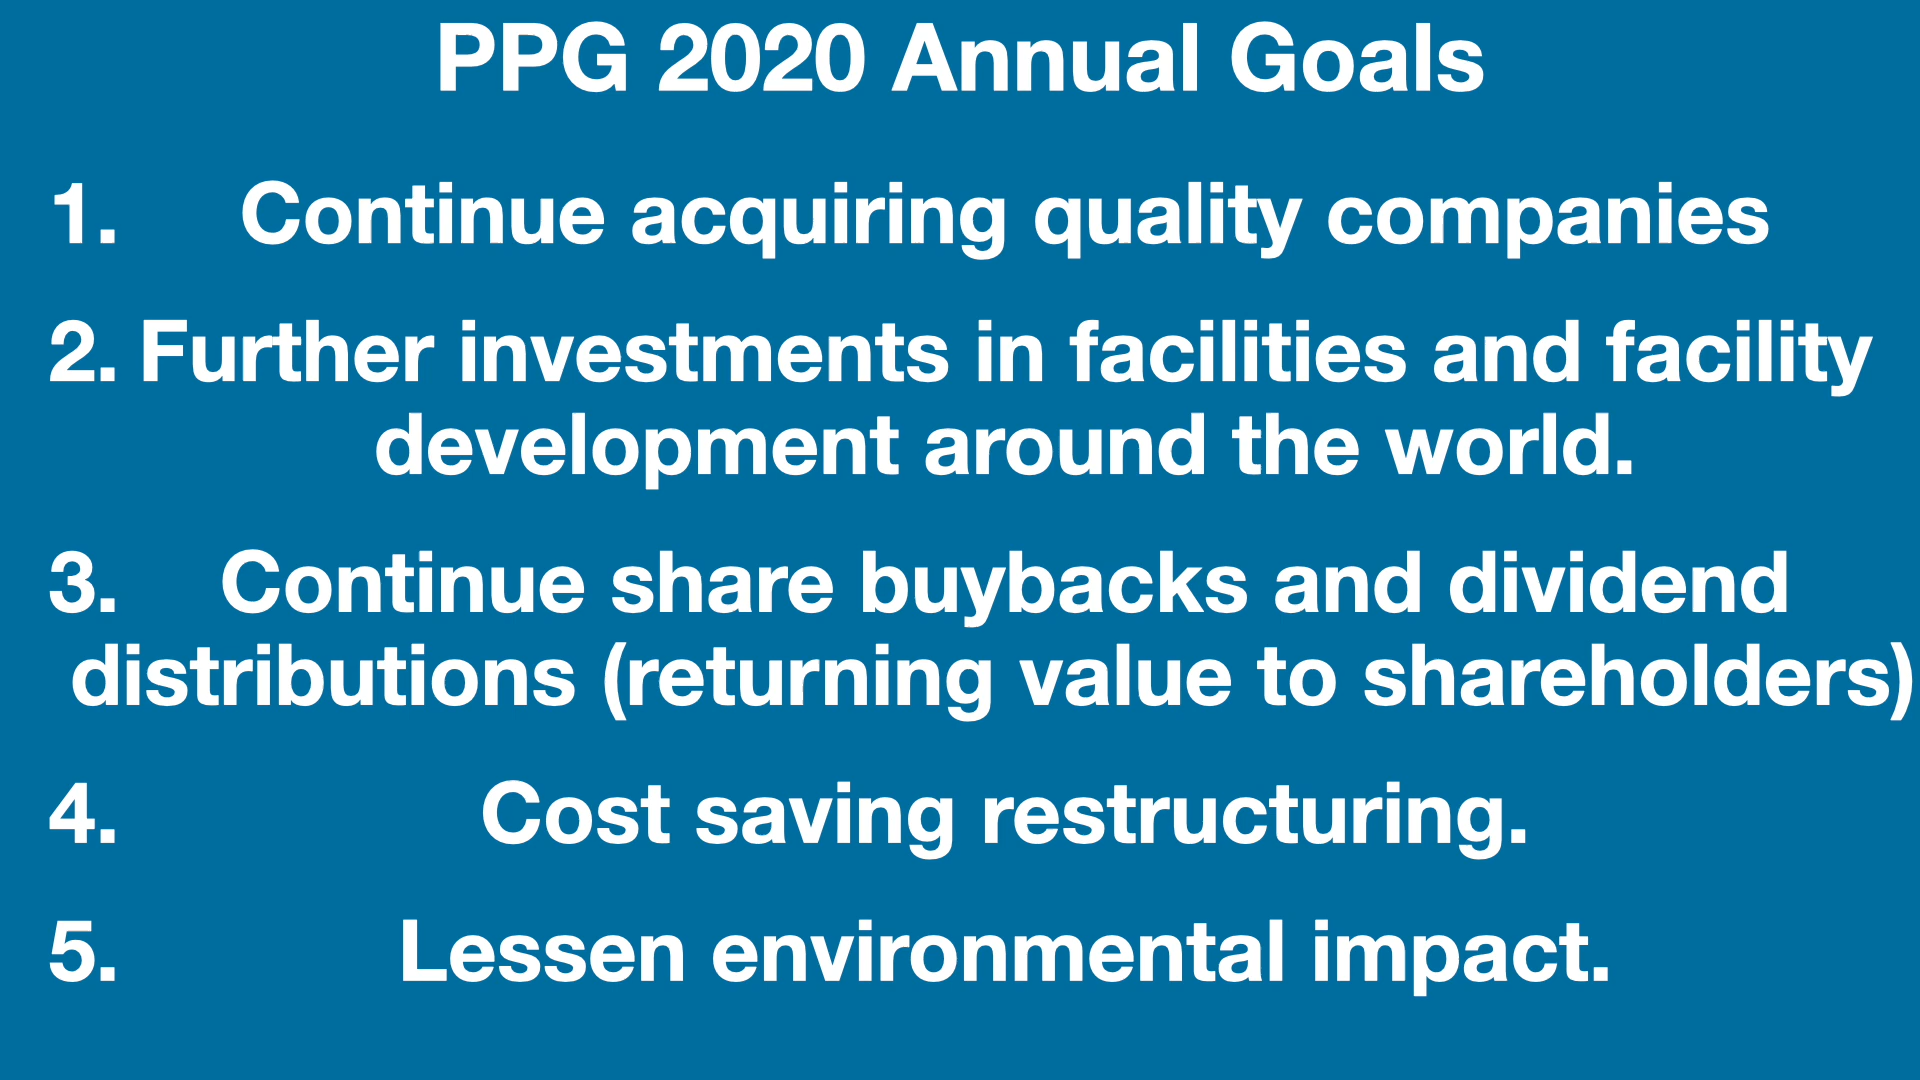 PPG 2020 Annual Goals
1. Continue acquiring quality companies
2. Further investments in facilities and facility
development around the world.
3. Continue share buybacks and dividend
distributions (returning value to shareholders)
4. Cost saving restructuring.
5. Lessen environmental impact.